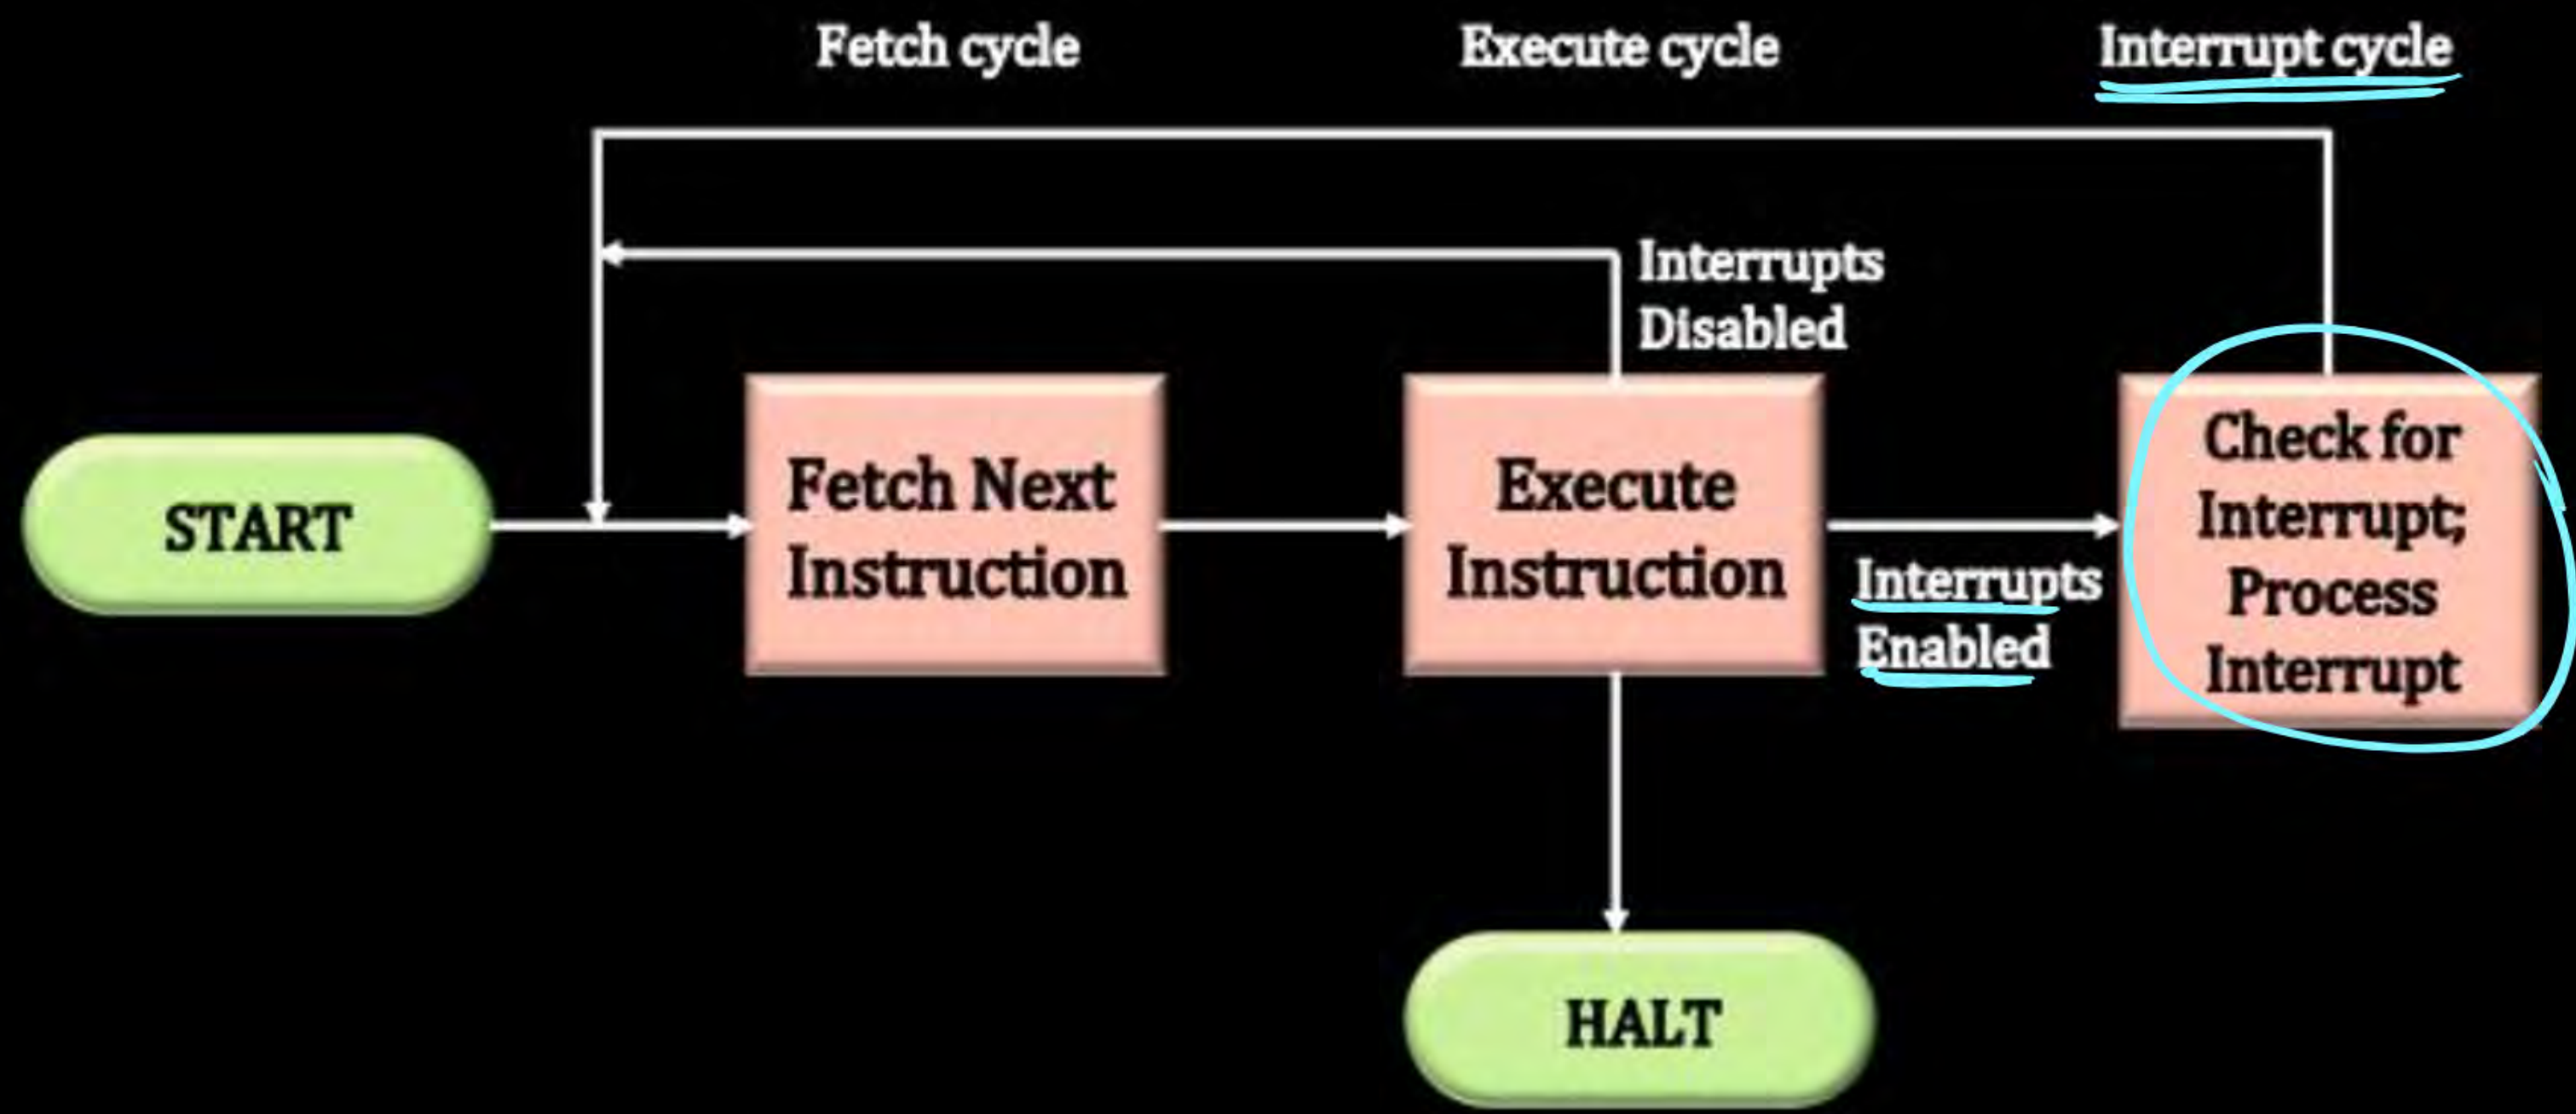 Fetch cycle
Execute cycle
Interrupt cycle
Interrupts
Disabled
START
Fetch Next
Instruction
Execute
Instruction
Interrupts
Enabled
Check for
Interrupt;
Process
Interrupt
HALT